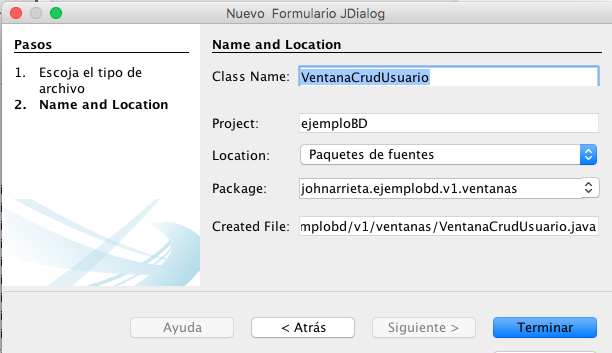 Nuevo Formulario JDialog
Pasos
1. Escoja el tipo de
archivo
2. Name and Location
Name and Location
Class Name: VentanaCrudUsuario
Project: ejemploBD
Location: Paquetes de fuentes
Package: johnarrieta.ejemplobd.v1.ventanas
Created File: mplobd/v1/ventanas/VentanaCrudUsuario.java
Ayuda
< Atrás
Siguiente >
Terminar